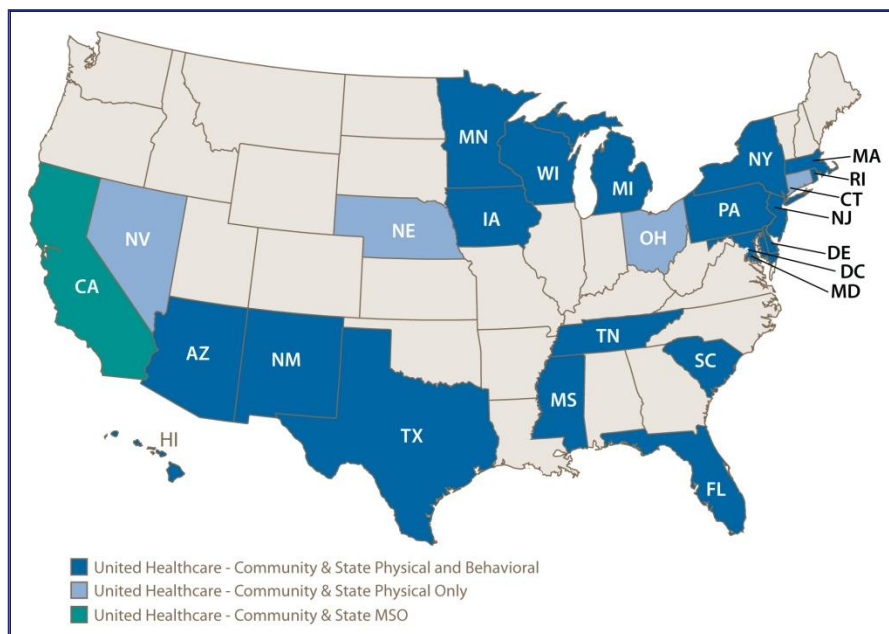 MN
WI
MI
NY
MA
RI
CT
NJ
PA
IA
NE
OH
NV
DE
DC
MD
CA
AZ
NM
TN
SC
MS
TX
FL
HI
United Healthcare - Community & State Physical and Behavioral
United Healthcare - Community & State Physical Only
United Healthcare - Community & State MSO